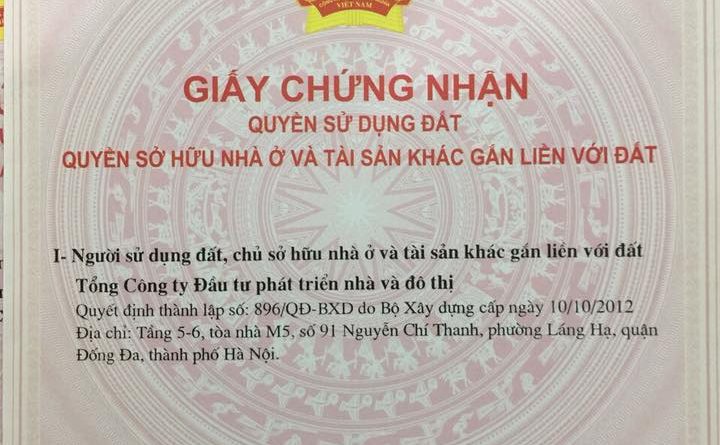 VIỆT NAM
GIẤY CHỨNG NHẬN
QUYỀN SỬ DỤNG ĐẤT
QUYỀN SỞ HỮU NHÀ Ở VÀ TÀI SẢN KHÁC GẮN LIỀN VỚI ĐẤT
I- Người sử dụng đất, chủ sở hữu nhà ở và tài sản khác gắn liền với đất
Tổng Công ty Đầu tư phát triển nhà và đô thị
Quyết định thành lập số: 896/QĐ-BXD do Bộ Xây dựng cấp ngày 10/10/2012
Địa chỉ: Tầng 5-6, tòa nhà M5, số 91 Nguyễn Chí Thanh, phường Láng Hạ, quận
Đống Đa, thành phố Hà Nội.